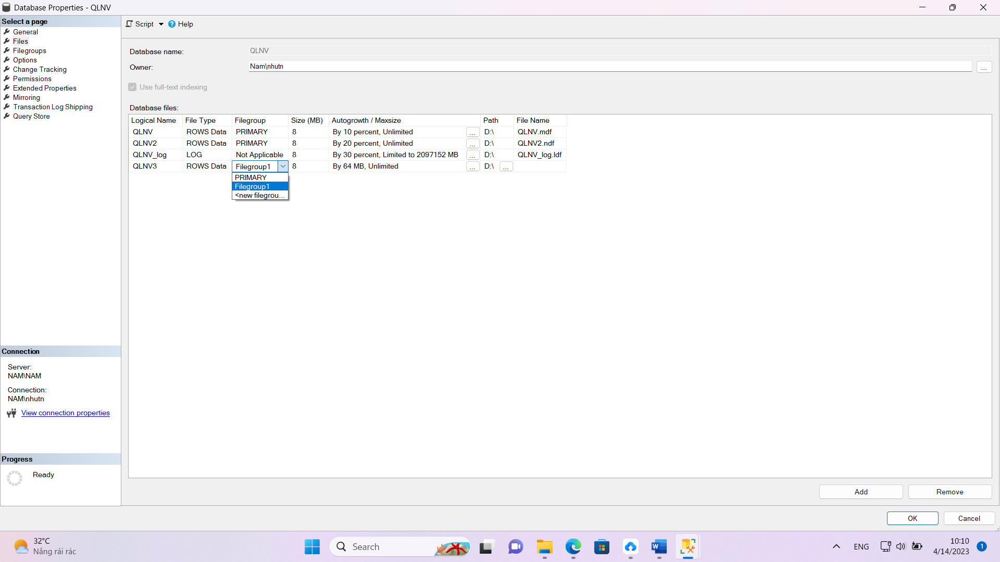 Database Properties - QLNV
Select a page
General
Files
Filegroups
Options
Change Tracking
Permissions
Extended Properties
Mirroring
Transaction Log Shipping
Query Store
Script
Help
Database name: QLNV
Owner: Nam\nhutn ...
Use full-text indexing
Database files:
Logical Name File Type Filegroup Size (MB) Autogrowth / Maxsize Path File Name
QLNV ROWS Data PRIMARY 8 By 10 percent, Unlimited ... D:\ QLNV.mdf
QLNV2 ROWS Data PRIMARY 8 By 20 percent, Unlimited ... D:\ QLNV2.ndf
QLNV_log LOG Not Applicable 8 By 30 percent, Limited to 2097152 MB ... D:\ QLNV_log.ldf
QLNV3 ROWS Data Filegroup1 8 By 64 MB, Unlimited ... D:\ ...
PRIMARY
Filegroup1
<new filegrou...
Connection
Server:
NAM\NAM
Connection:
NAM\nhutn
View connection properties
Progress
Ready
Add Remove
OK Cancel
32°C
Nắng rải rác
Search
ENG
10:10
4/14/2023
1